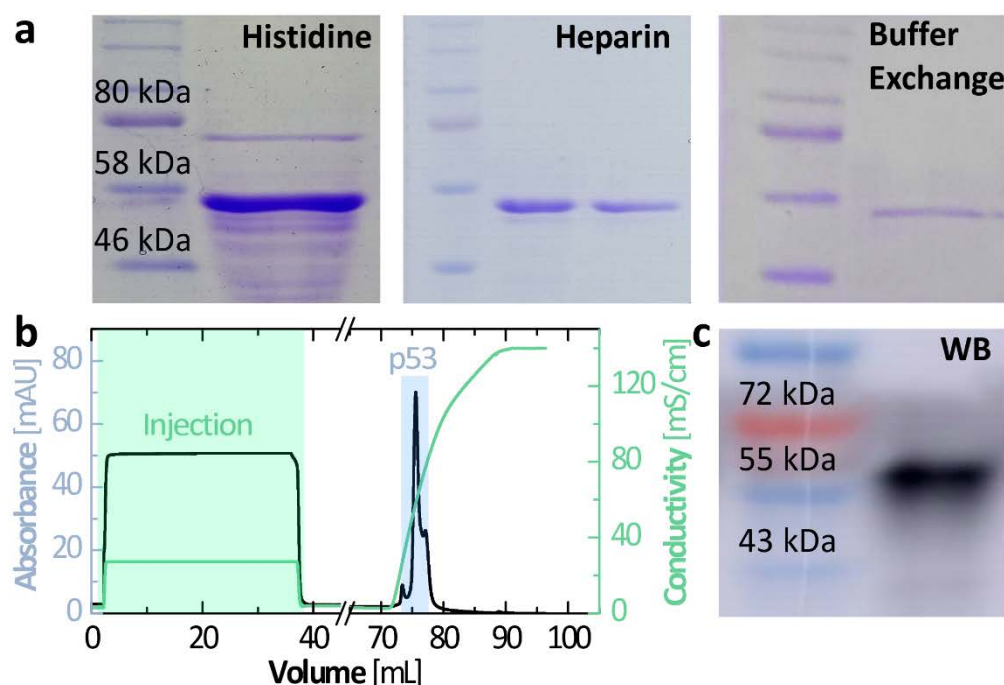 a
Histidine
80 kDa
58 kDa
46 kDa
Heparin
Buffer
Exchange
b
Absorbance [mAU]
80
60
40
20
0
Injection
p53
120
80
40
0
Conductivity [mS/cm]
0
20
40
70
80
90
100
Volume [mL]
c
WB
72 kDa
55 kDa
43 kDa